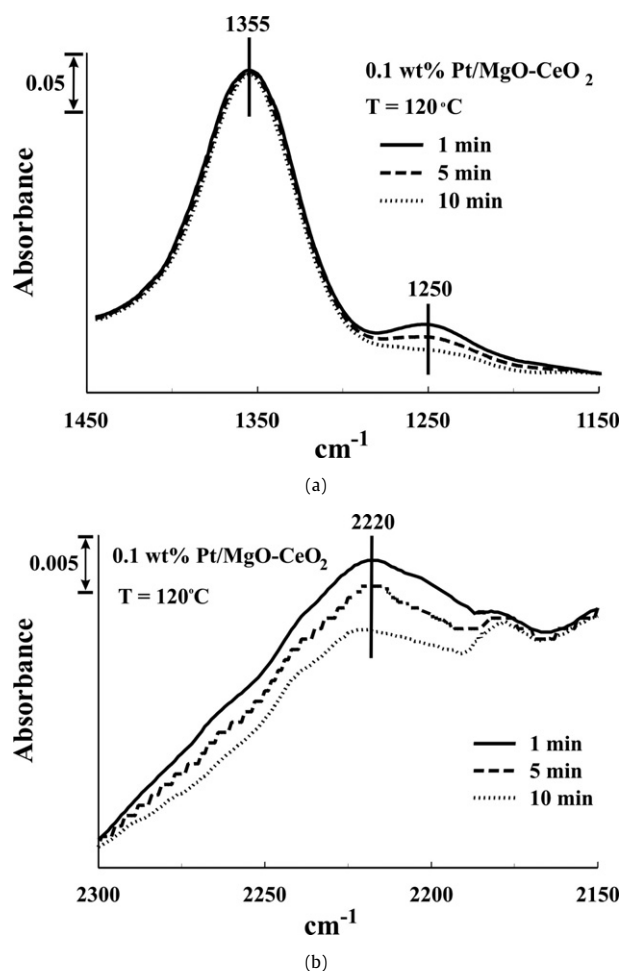 1355
0.05
0.1 wt% Pt/MgO-CeO₂
T = 120 °C
1 min
5 min
10 min
Absorbance
1250
1450 1350 1250 1150
cm⁻¹
(a)
2220
0.005
0.1 wt% Pt/MgO-CeO₂
T = 120°C
Absorbance
1 min
5 min
10 min
2300 2250 2200 2150
cm⁻¹
(b)